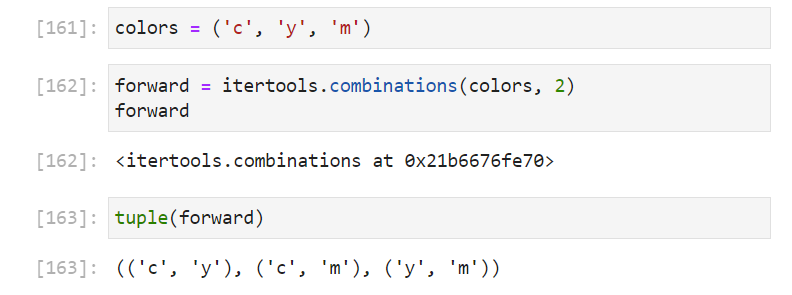 [161]: colors = ('c', 'y', 'm')
[162]: forward = itertools.combinations(colors, 2)
forward
[162]: <itertools.combinations at 0x21b6676fe70>
[163]: tuple(forward)
[163]: (('c', 'y'), ('c', 'm'), ('y', 'm'))